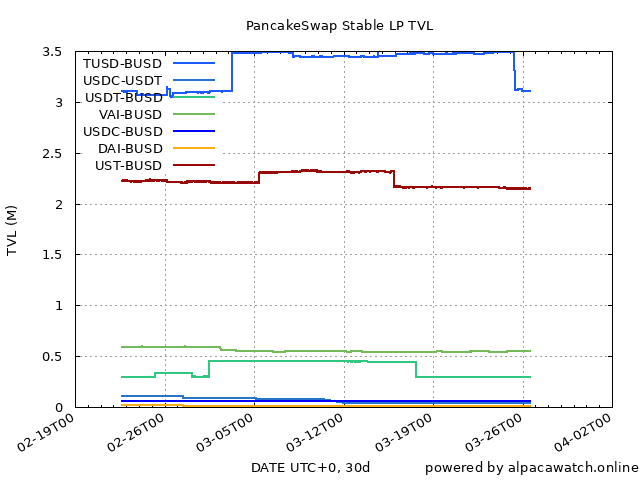 PancakeSwap Stable LP TVL
3.5
3
2.5
2
1.5
1
0.5
0
TVL (M)
TUSD-BUSD
USDC-USDT
USDT-BUSD
VAI-BUSD
USDC-BUSD
DAI-BUSD
UST-BUSD
02-19T00
02-26T00
03-05T00
03-12T00
03-19T00
03-26T00
04-02T00
DATE UTC+0, 30d
powered by alpacawatch.online